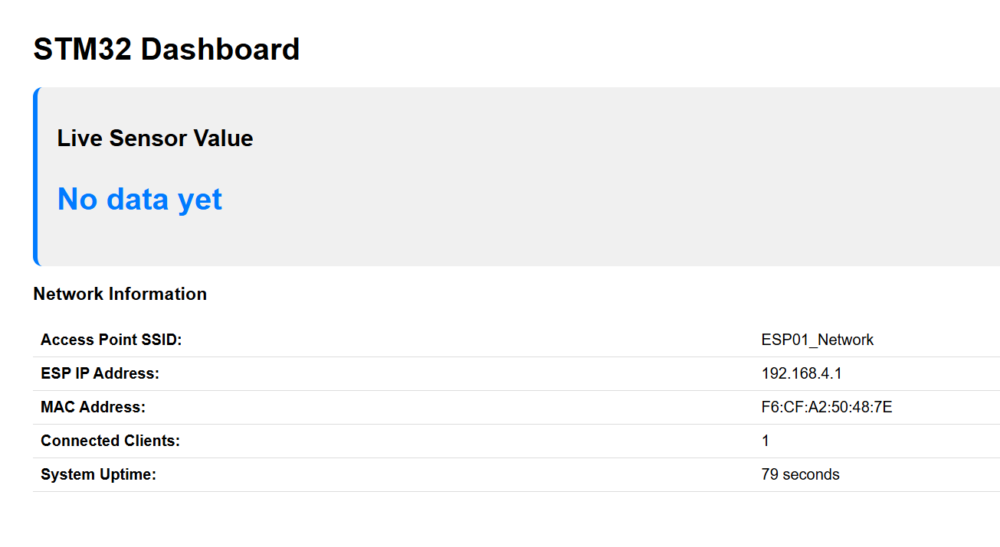 STM32 Dashboard
Live Sensor Value
No data yet
Network Information
Access Point SSID: ESP01_Network
ESP IP Address: 192.168.4.1
MAC Address: F6:CF:A2:50:48:7E
Connected Clients: 1
System Uptime: 79 seconds